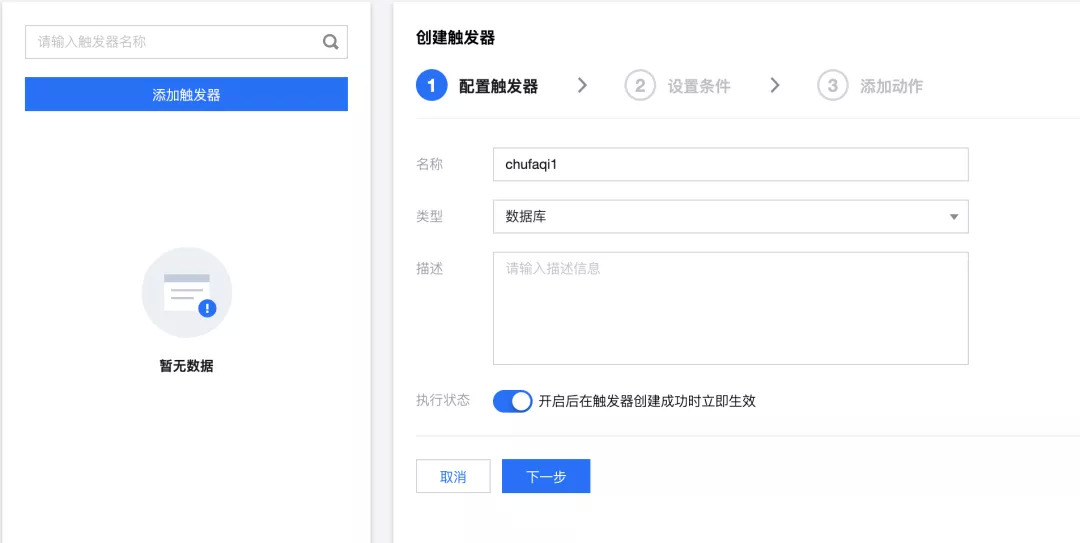 请输入触发器名称
添加触发器
暂无数据
创建触发器
1 配置触发器 > 2 设置条件 > 3 添加动作
名称 chufaqi1
类型 数据库
描述 请输入描述信息
执行状态 开启后在触发器创建成功时立即生效
取消 下一步